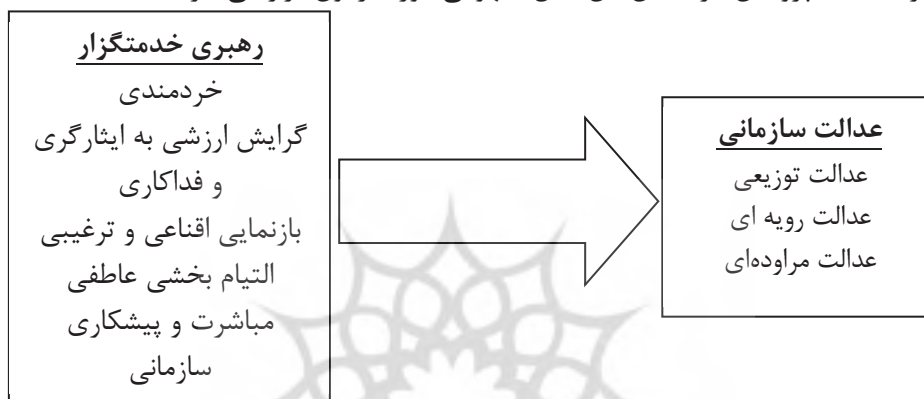 رهبری خدمتگزار
خردمندی
گرایش ارزشی به ایثارگری
و فداکاری
بازنمایی اقناعی و ترغیبی
التیام بخشی عاطفی
مباشرت و پیشکاری
سازمانی
عدالت سازمانی
عدالت توزیعی
عدالت رویه ای
عدالت مراوده‌ای